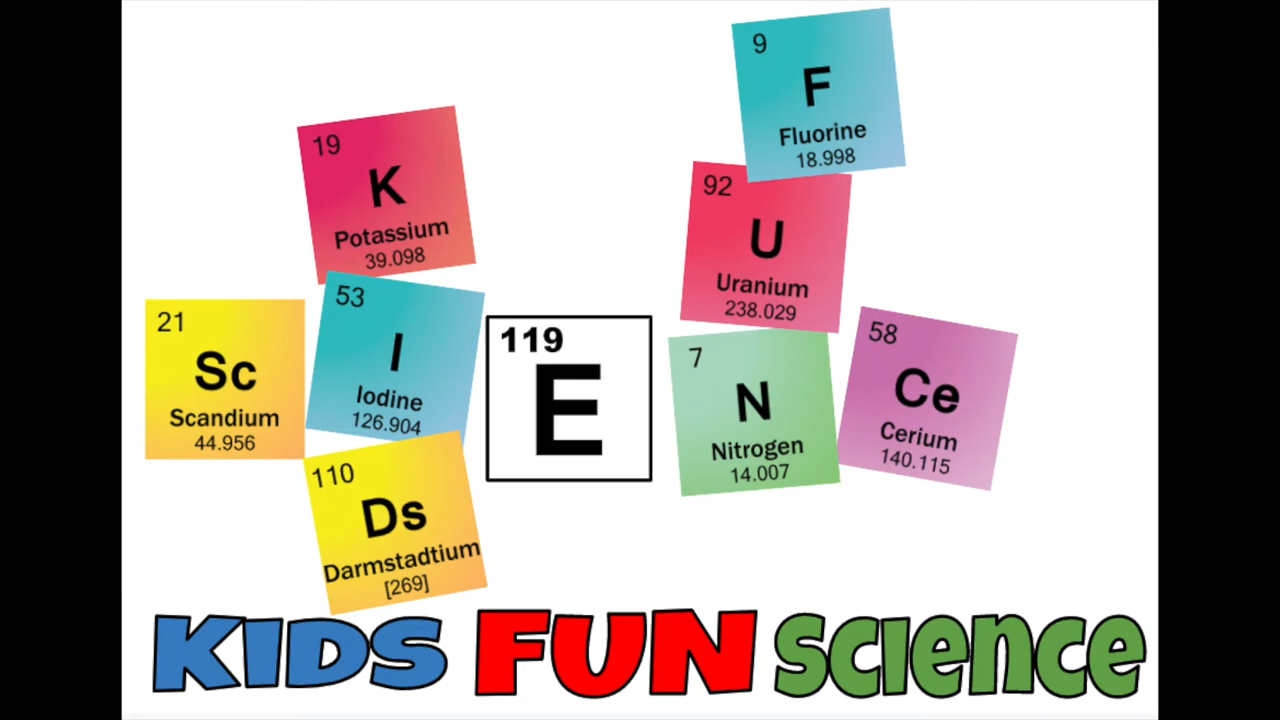 9
F
Fluorine
18.998
19
K
Potassium
39.098
92
U
Uranium
238.029
21
Sc
Scandium
44.956
53
I
Iodine
126.904
119
E
7
N
Nitrogen
14.007
58
Ce
Cerium
140.115
110
Ds
Darmstadtium
[269]
KIDS FUN SCIENCE